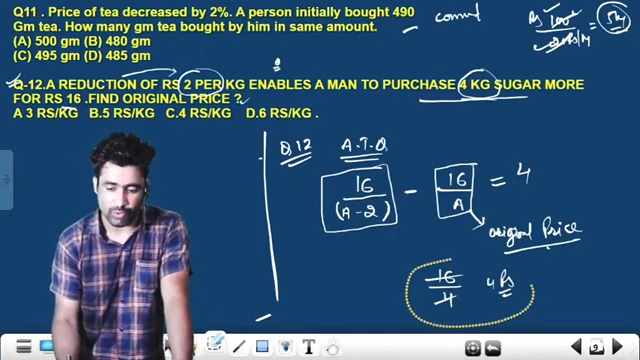 Q11 . Price of tea decreased by 2%. A person initially bought 490
Gm tea. How many gm tea bought by him in same amount.
(A) 500 gm (B) 480 gm
(C) 495 gm (D) 485 gm
Q-12.A REDUCTION OF RS 2 PER KG ENABLES A MAN TO PURCHASE 4 KG SUGAR MORE
FOR RS 16 .FIND ORIGINAL PRICE ?
A 3 RS/KG B.5 RS/KG C.4 RS/KG D.6 RS/KG .
Q.12 A.T.Q
16/(A-2) - 16/A = 4
original Price
16/4 4 Rs
T